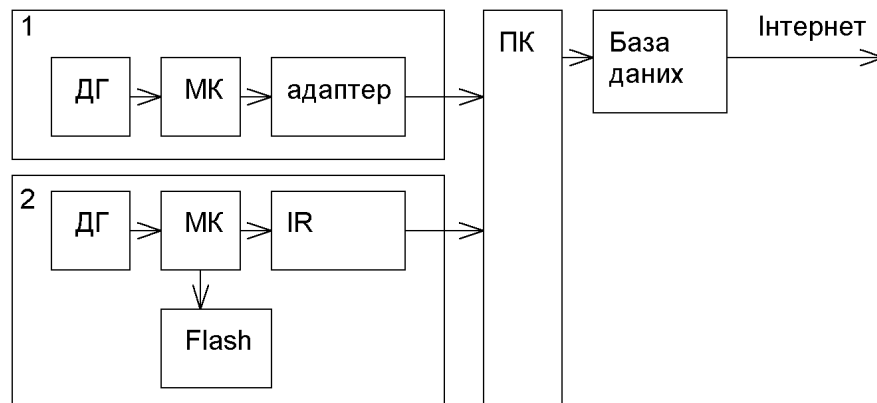 1
ДГ
МК
адаптер
2
ДГ
МК
IR
Flash
ПК
База
даних
Інтернет